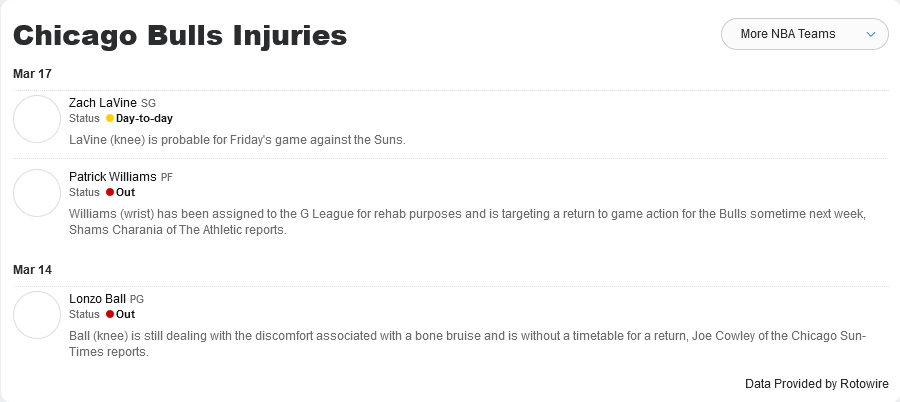 Chicago Bulls Injuries
More NBA Teams
Mar 17
Zach LaVine SG
Status Day-to-day
LaVine (knee) is probable for Friday's game against the Suns.
Patrick Williams PF
Status Out
Williams (wrist) has been assigned to the G League for rehab purposes and is targeting a return to game action for the Bulls sometime next week,
Shams Charania of The Athletic reports.
Mar 14
Lonzo Ball PG
Status Out
Ball (knee) is still dealing with the discomfort associated with a bone bruise and is without a timetable for a return, Joe Cowley of the Chicago Sun-
Times reports.
Data Provided by Rotowire